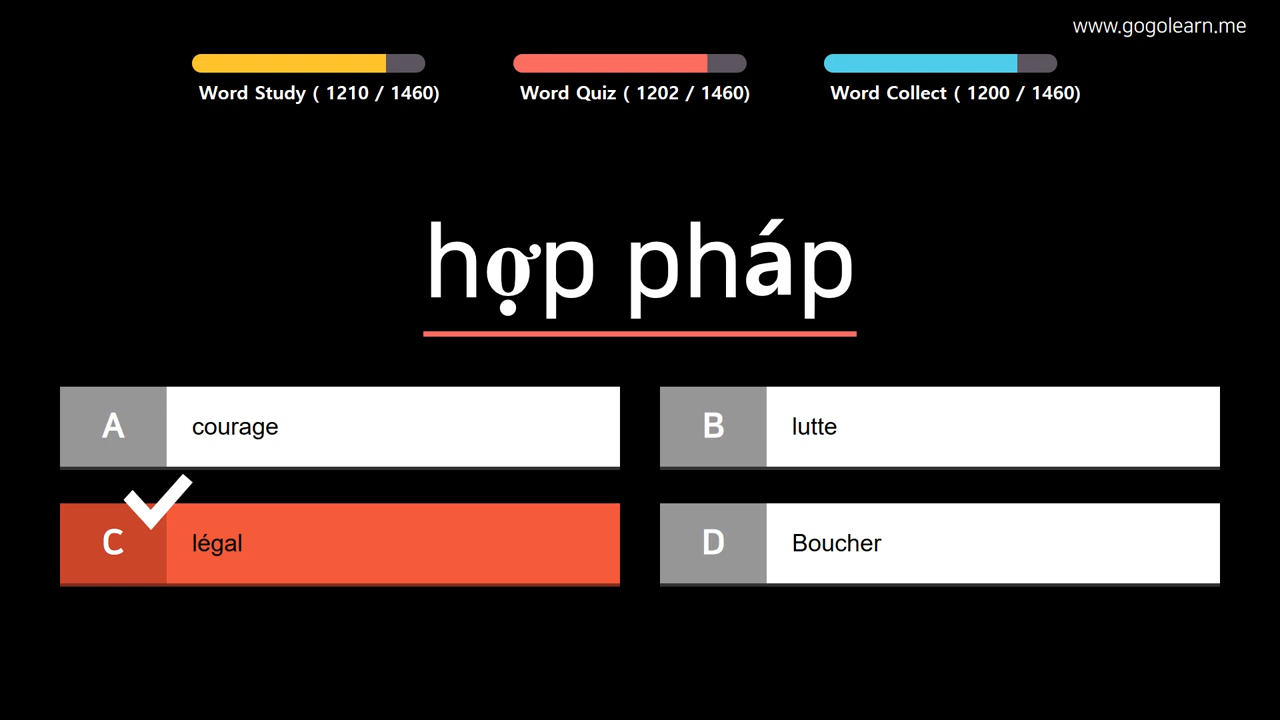 www.gogolearn.me
Word Study ( 1210 / 1460)
Word Quiz ( 1202 / 1460)
Word Collect ( 1200 / 1460)
hợp pháp
A courage
B lutte
C légal
D Boucher